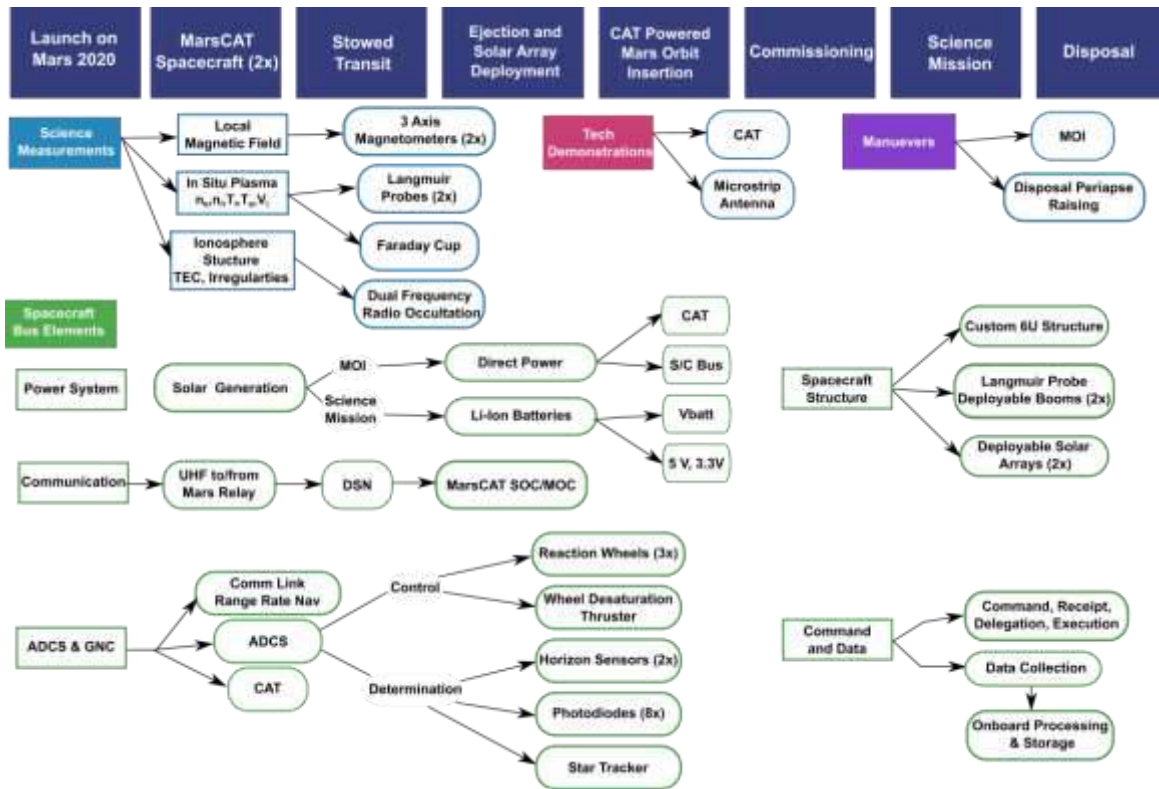 Launch on
Mars 2020
MarsCAT
Spacecraft (2x)
Stowed
Transit
Ejection and
Solar Array
Deployment
CAT Powered
Mars Orbit
Insertion
Commissioning
Science
Mission
Disposal
Science
Measurements
Local
Magnetic Field
3 Axis
Magnetometers (2x)
In Situ Plasma
Langmuir
Probes (2x)
Faraday Cup
Ionosphere
Stucture
TEC, Irregularties
Dual Frequency
Radio Occultation
Tech
Demonstrations
CAT
Microstrip
Antenna
Manuevers
MOI
Disposal Periapse
Raising
Spacecraft
Bus Elements
Power System
Solar Generation
MOI
Science
Mission
Direct Power
Li-Ion Batteries
CAT
S/C Bus
Vbatt
5 V, 3.3V
Spacecraft
Structure
Custom 6U Structure
Langmuir Probe
Deployable Booms (2x)
Deployable Solar
Arrays (2x)
Communication
UHF to/from
Mars Relay
DSN
MarsCAT SOC/MOC
ADCS & GNC
Comm Link
Range Rate Nav
ADCS
CAT
Control
Determination
Reaction Wheels (3x)
Wheel Desaturation
Thruster
Horizon Sensors (2x)
Photodiodes (8x)
Star Tracker
Command
and Data
Command, Receipt,
Delegation, Execution
Data Collection
Onboard Processing
& Storage